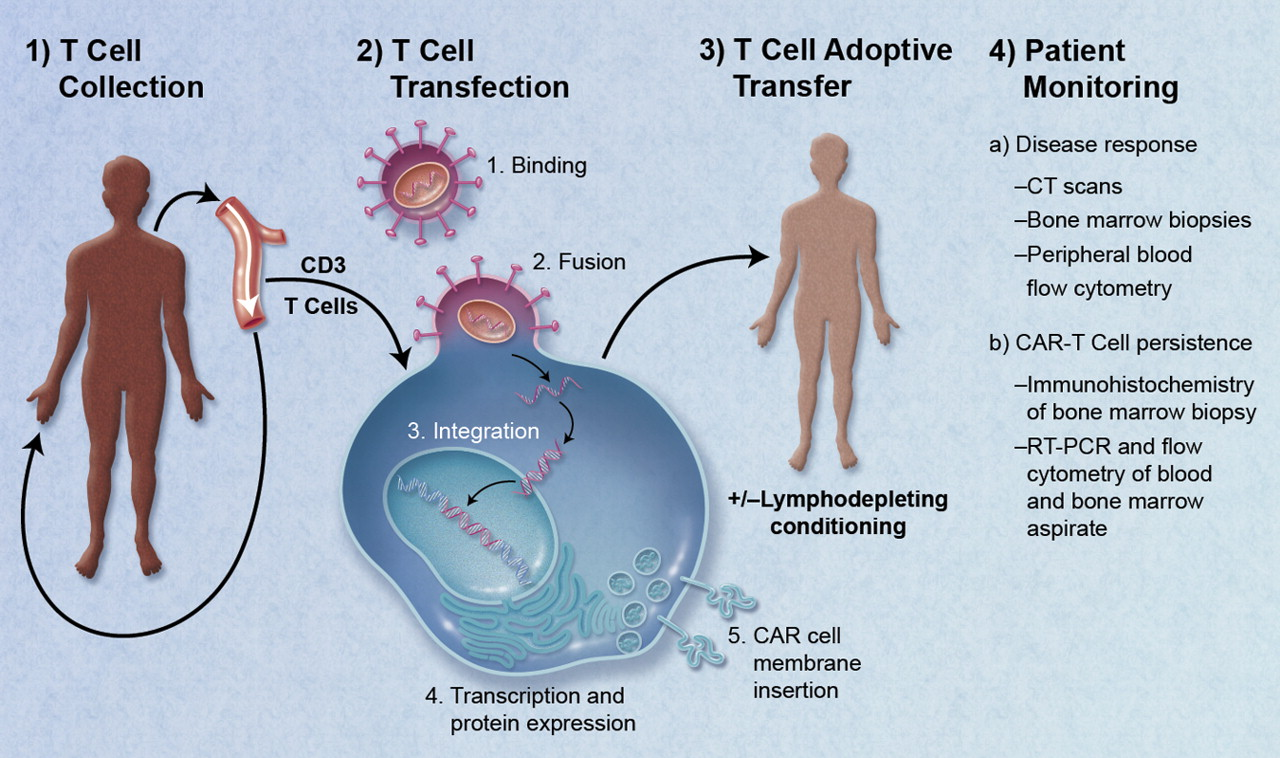 1) T Cell
Collection
CD3
T Cells
2) T Cell
Transfection
1. Binding
2. Fusion
3. Integration
4. Transcription and
protein expression
5. CAR cell
membrane
insertion
3) T Cell Adoptive
Transfer
+/–Lymphodepleting
conditioning
4) Patient
Monitoring
a) Disease response
–CT scans
–Bone marrow biopsies
–Peripheral blood
flow cytometry
b) CAR-T Cell persistence
–Immunohistochemistry
of bone marrow biopsy
–RT-PCR and flow
cytometry of blood
and bone marrow
aspirate